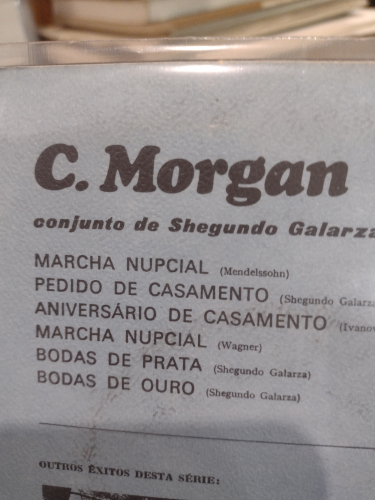 C. Morgan
conjunto de Shegundo Galarza
MARCHA NUPCIAL (Mendelssohn)
PEDIDO DE CASAMENTO (Shegundo Galarza
ANIVERSÁRIO DE CASAMENTO (Ivanov
MARCHA NUPCIAL (Wagner)
BODAS DE PRATA (Shegundo Galarza)
BODAS DE OURO (Shegundo Galarza)
OUTROS ÊXITOS DESTA SÉRIE: